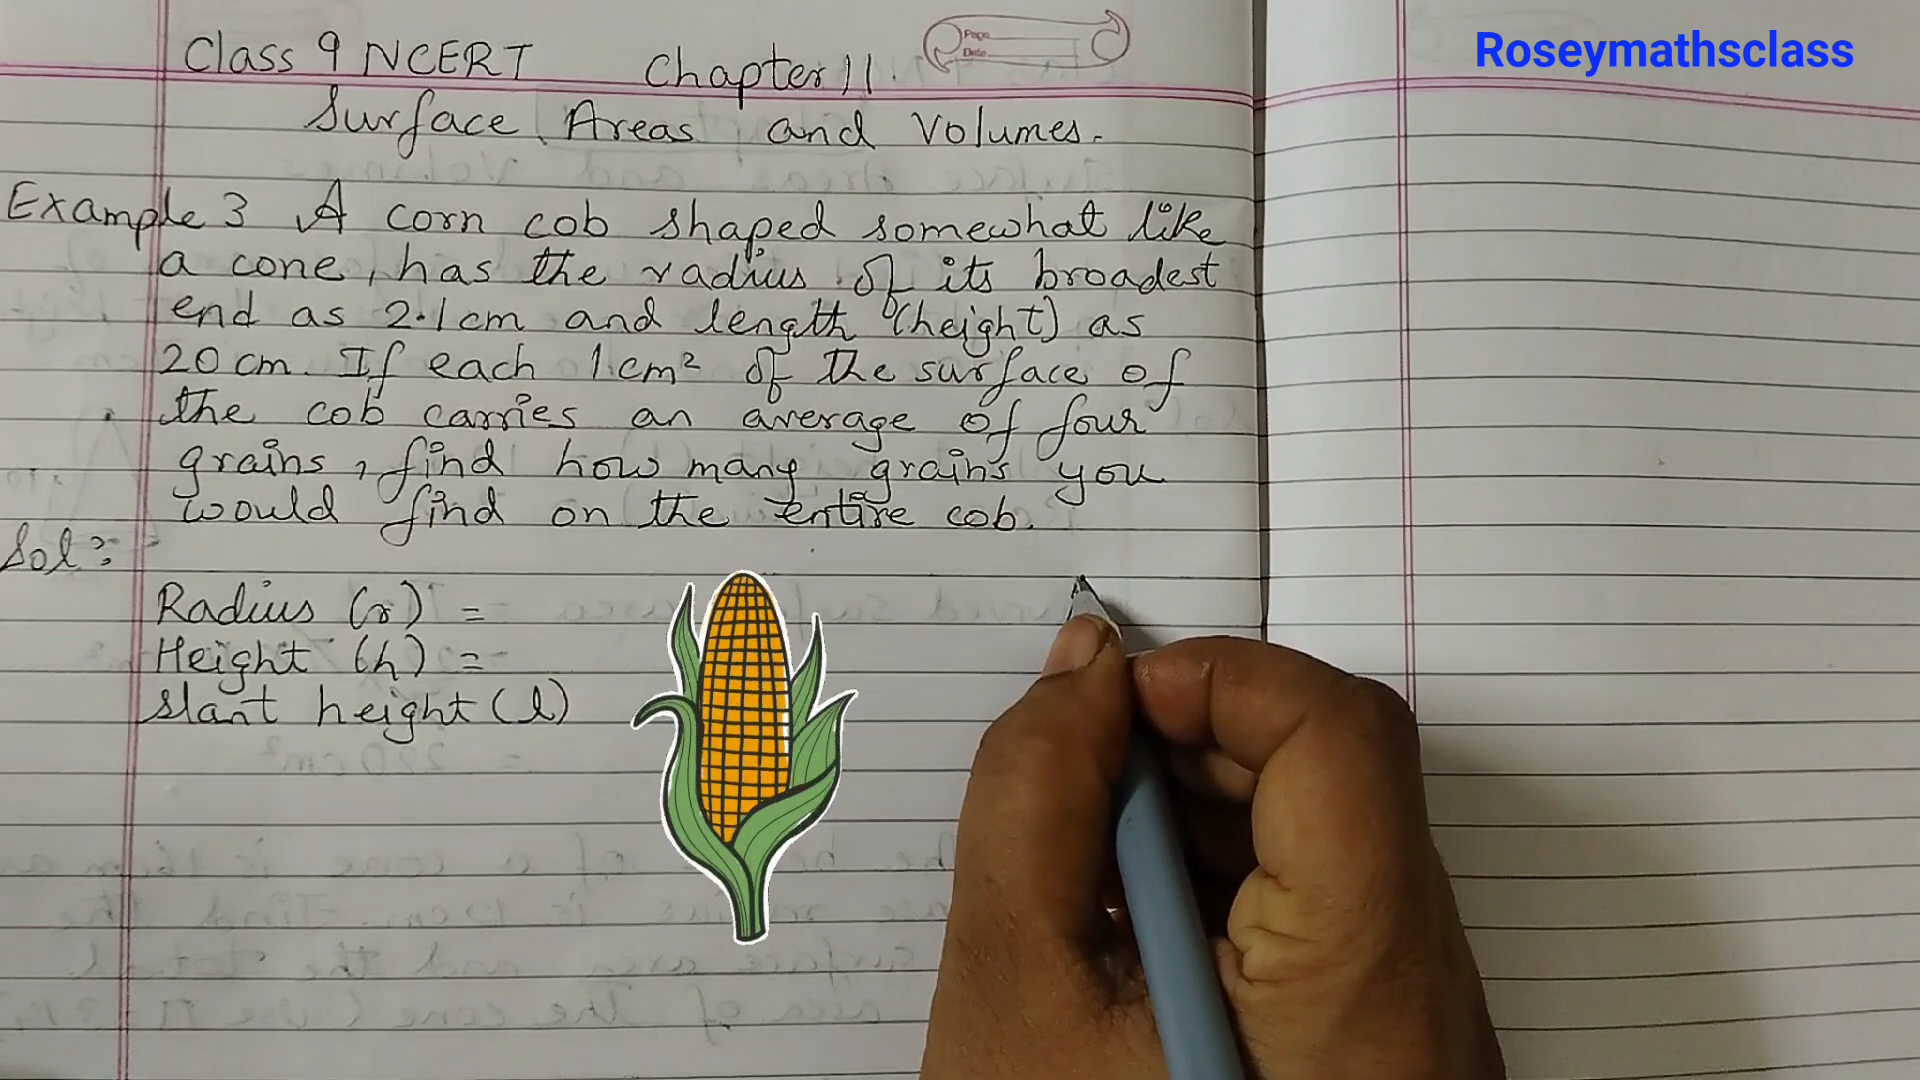 Roseymathsclass
Page
Date
Class 9 NCERT Chapter 11.
Surface Areas and Volumes.
Example 3 A corn cob shaped somewhat like
a cone, has the radius of its broadest
end as 2.1cm and length (height) as
20 cm. If each 1 cm² of the surface of
the cob carries an average of four
grains, find how many grains you
would find on the entire cob.
Sol:
Radius (r) =
Height (h) =
slant height (l)